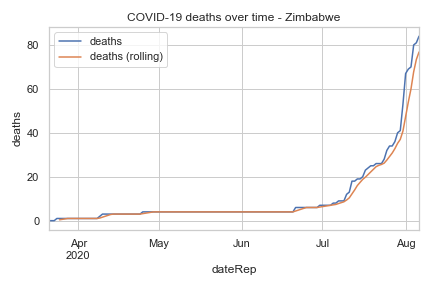 COVID-19 deaths over time - Zimbabwe
deaths
deaths (rolling)
80
60
40
20
0
deaths
Apr
2020
May
Jun
Jul
Aug
dateRep